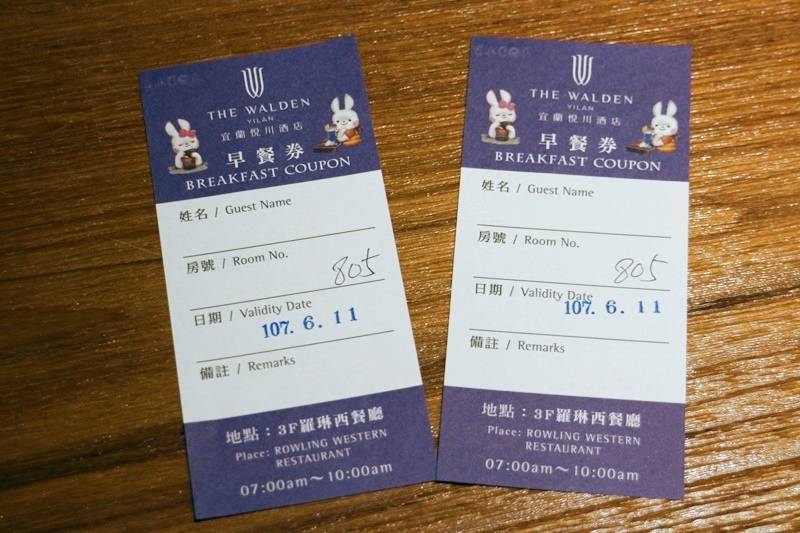 THE WALDEN
YILAN
宜蘭悅川酒店
早餐券
BREAKFAST COUPON
姓名 / Guest Name
房號 / Room No.
805
日期 / Validity Date
107. 6. 11
備註 / Remarks
地點：3F羅琳西餐廳
Place: ROWLING WESTERN
RESTAURANT
07:00am～10:00am
THE WALDEN
YILAN
宜蘭悅川酒店
早餐券
BREAKFAST COUPON
姓名 / Guest Name
房號 / Room No.
805
日期 / Validity Date
107. 6. 11
備註 / Remarks
地點：3F羅琳西餐廳
Place: ROWLING WESTERN
RESTAURANT
07:00am～10:00am